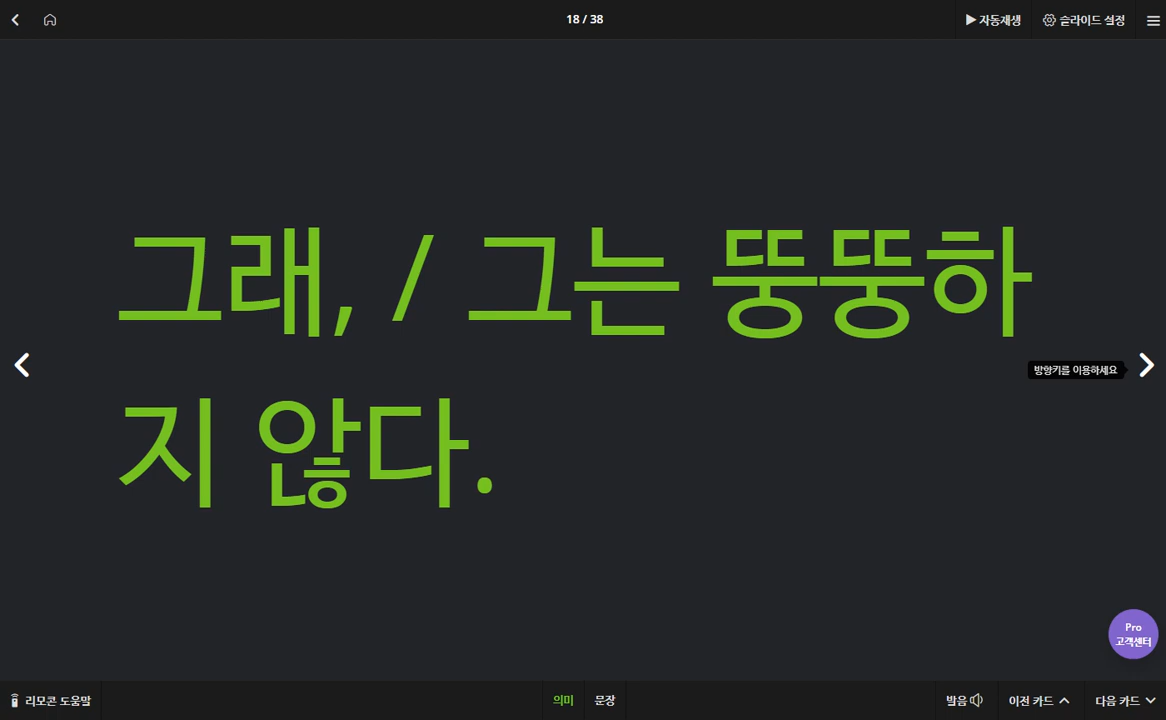 18 / 38
자동재생
슬라이드 설정
그래, / 그는 뚱뚱하
지 않다.
방향키를 이용하세요
Pro
고객센터
리모콘 도움말
의미
문장
발음
이전 카드
다음 카드